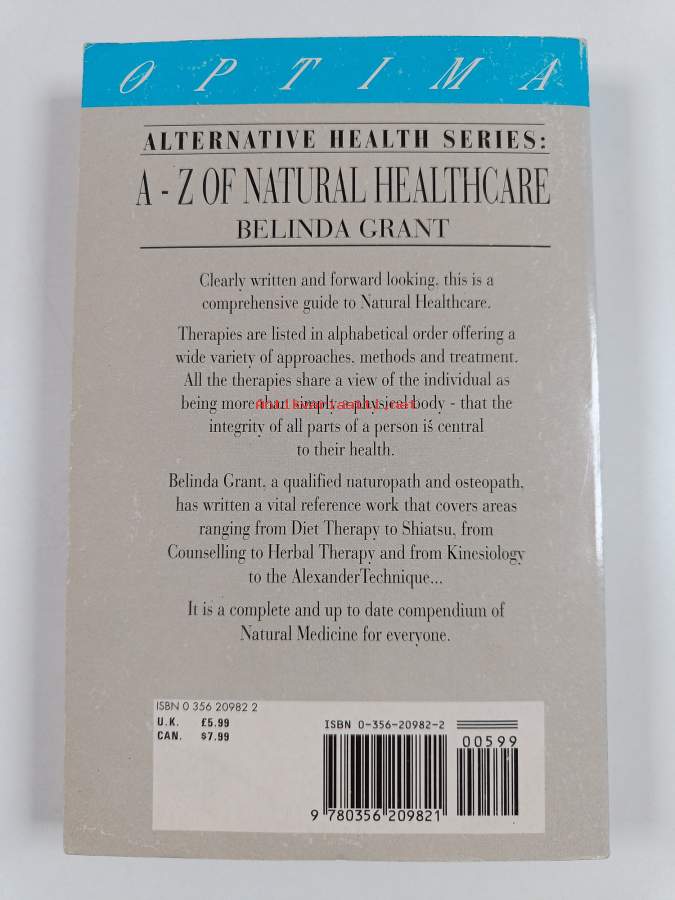 OPTIMA
ALTERNATIVE HEALTH SERIES:
A - Z OF NATURAL HEALTHCARE
BELINDA GRANT
Clearly written and forward looking, this is a
comprehensive guide to Natural Healthcare.
Therapies are listed in alphabetical order offering a
wide variety of approaches, methods and treatment.
All the therapies share a view of the individual as
being more than simply a physical body - that the
integrity of all parts of a person is central
to their health.
Belinda Grant, a qualified naturopath and osteopath,
has written a vital reference work that covers areas
ranging from Diet Therapy to Shiatsu, from
Counselling to Herbal Therapy and from Kinesiology
to the AlexanderTechnique...
It is a complete and up to date compendium of
Natural Medicine for everyone.
ISBN 0 356 20982 2
U.K. £5.99
CAN. $7.99
ISBN 0-356-20982-2
00599
9 780356 209821